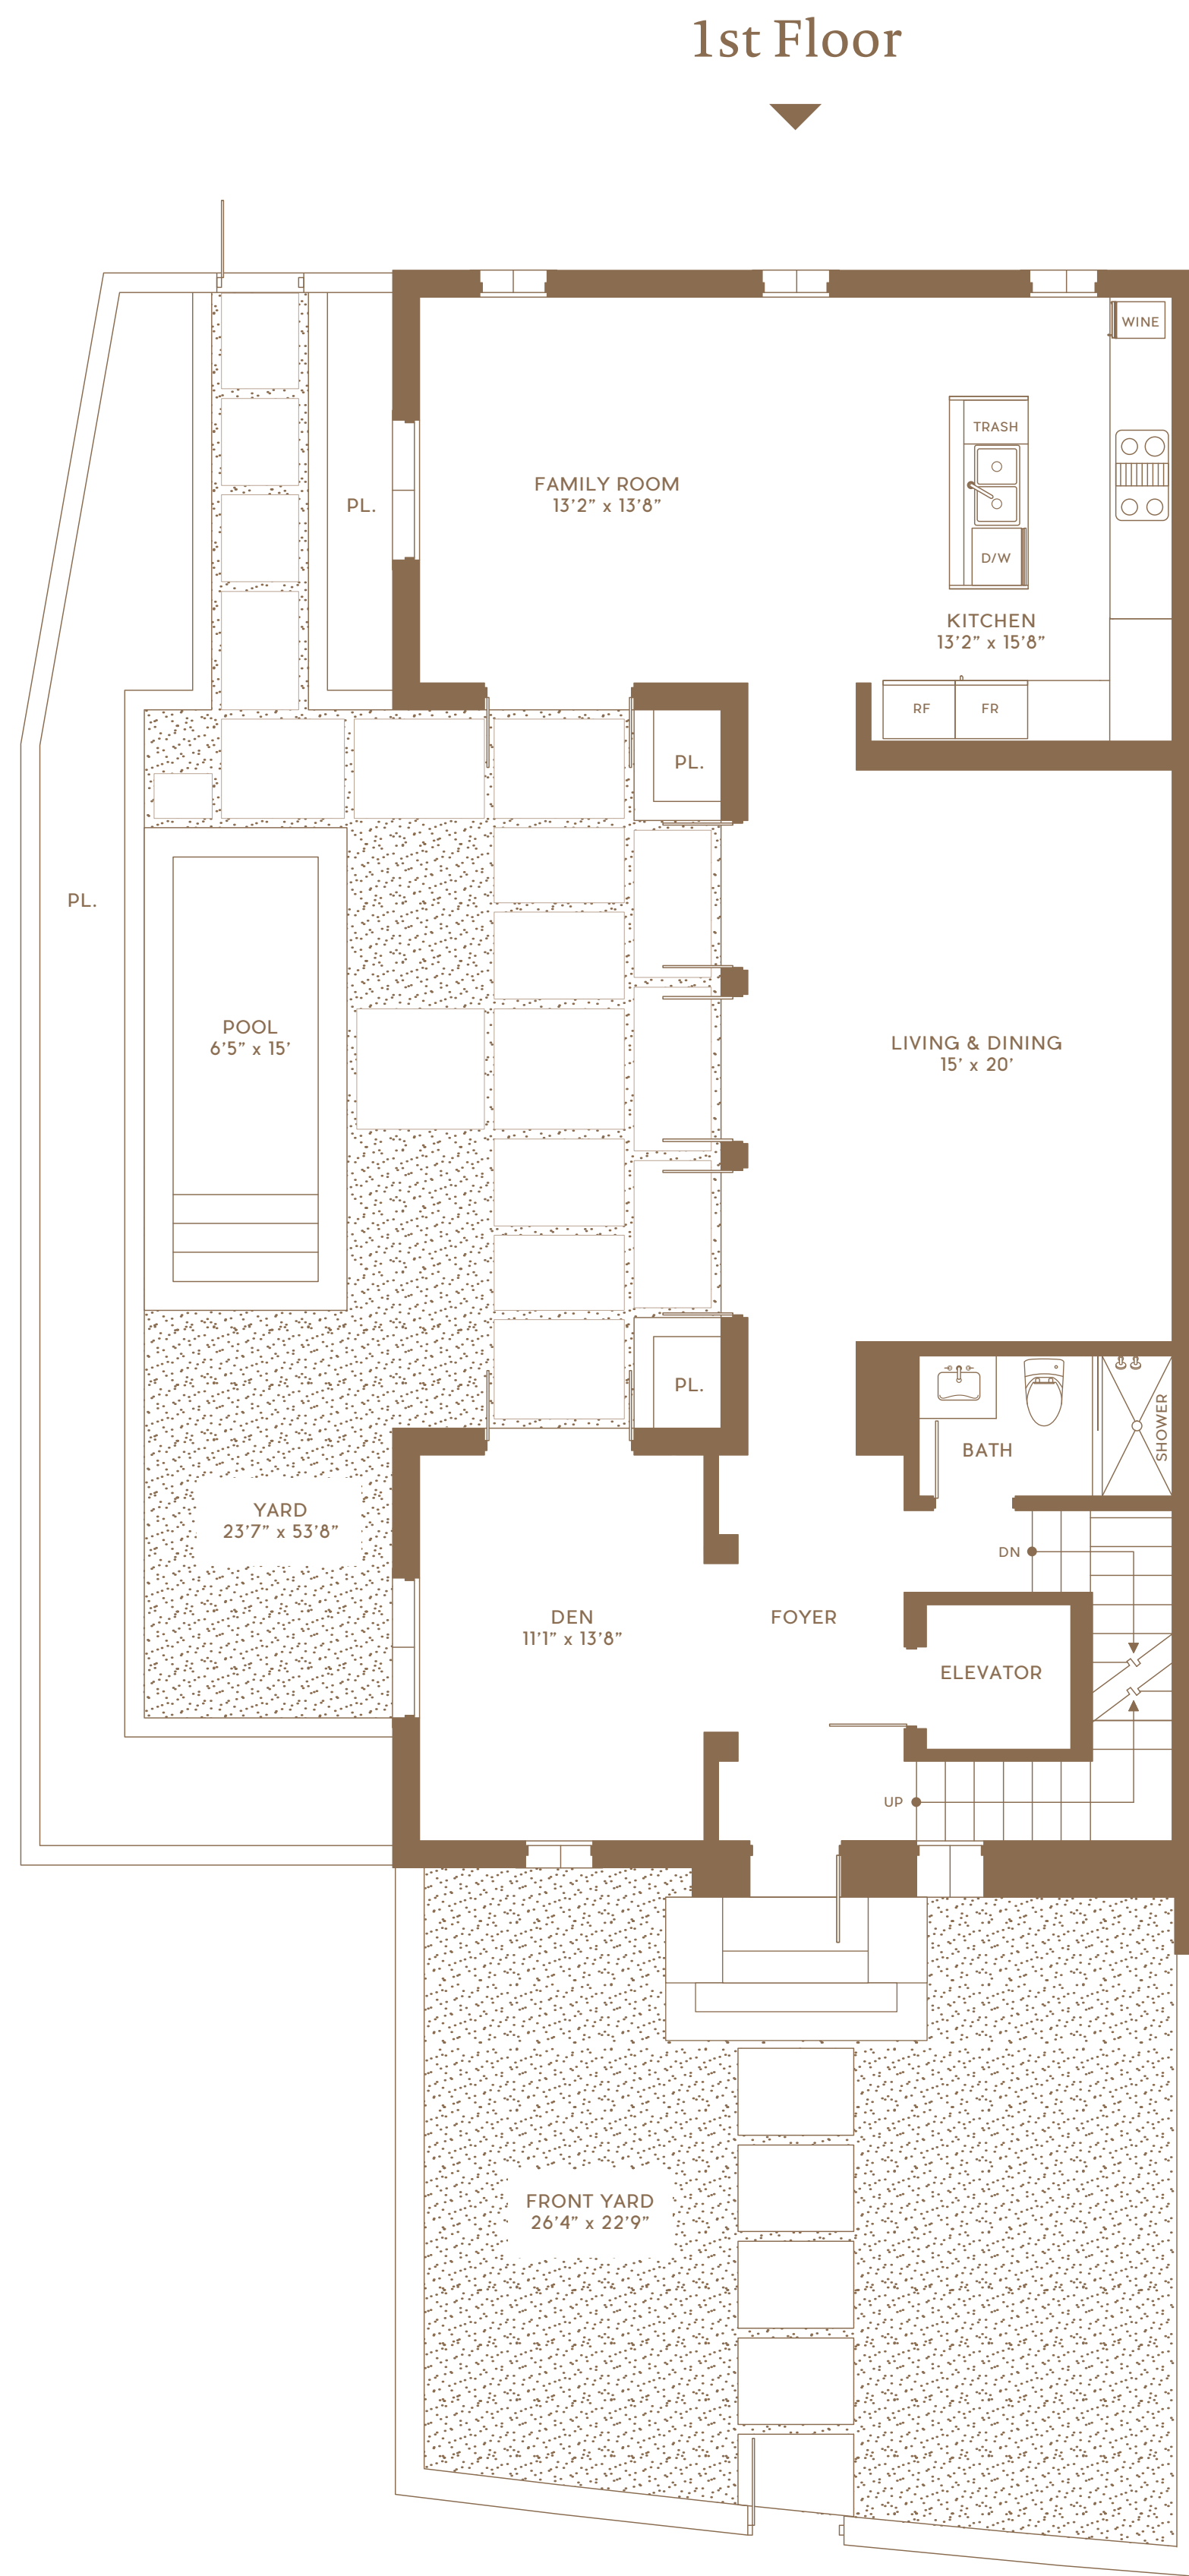 1st Floor
WINE
TRASH
FAMILY ROOM
13’2” x 13’8”
PL.
D/W
KITCHEN
13’2” x 15’8”
RF
FR
PL.
PL.
POOL
6’5” x 15’
LIVING & DINING
15’ x 20’
PL.
SHOWER
BATH
YARD
23’7” x 53’8”
DN
DEN
11’1” x 13’8”
FOYER
ELEVATOR
UP
FRONT YARD
26’4” x 22’9”